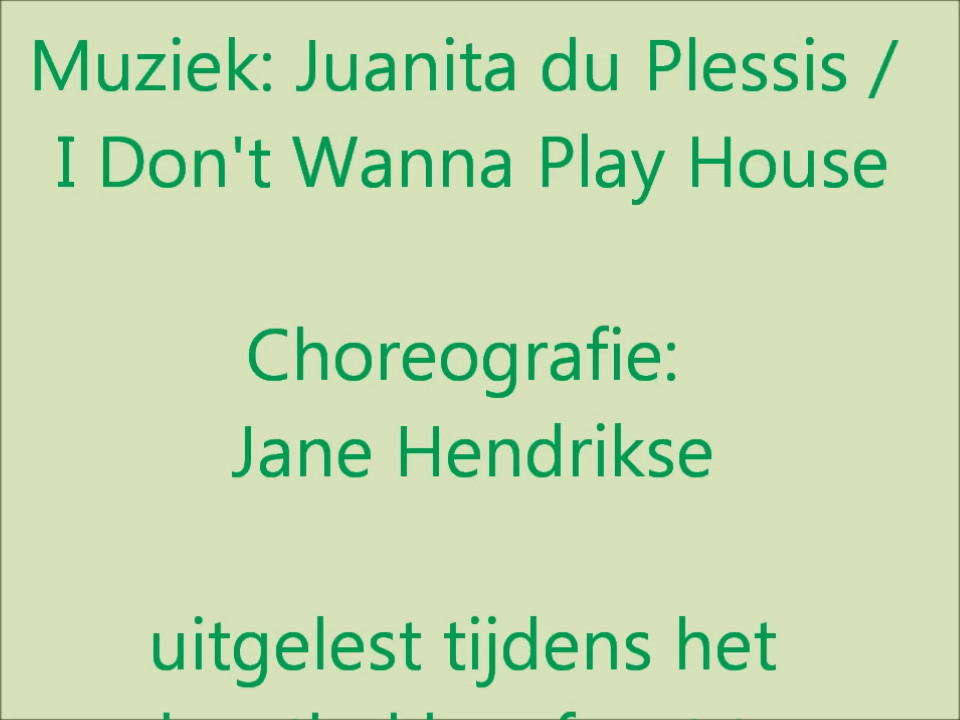 Muziek: Juanita du Plessis /
I Don't Wanna Play House
Choreografie:
Jane Hendrikse
uitgelest tijdens het